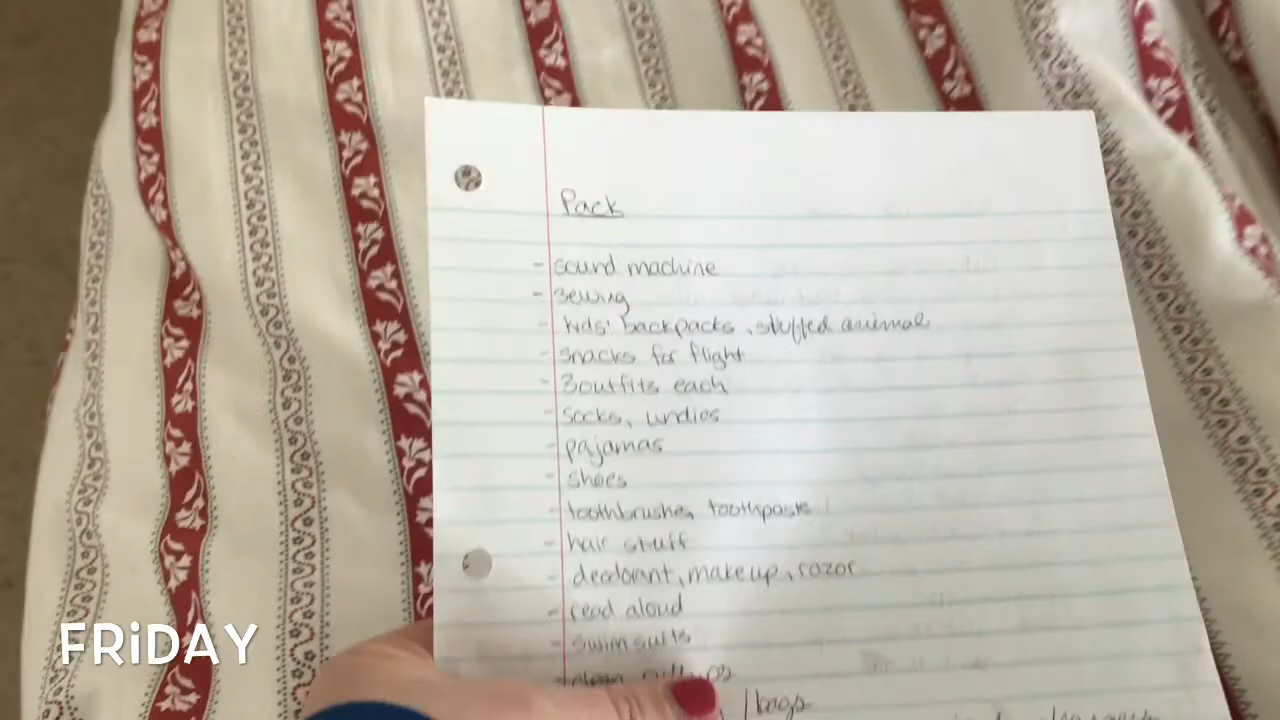 Pack
- sound machine
- sewing
- kids' backpacks, stuffed animal
- snacks for flight
- 3 outfits each
- socks, undies
- pajamas
- shoes
- toothbrushes, toothpaste
- hair stuff
- deodorant, makeup, razor
- read aloud
- swimsuits
/bags
FRiDAY